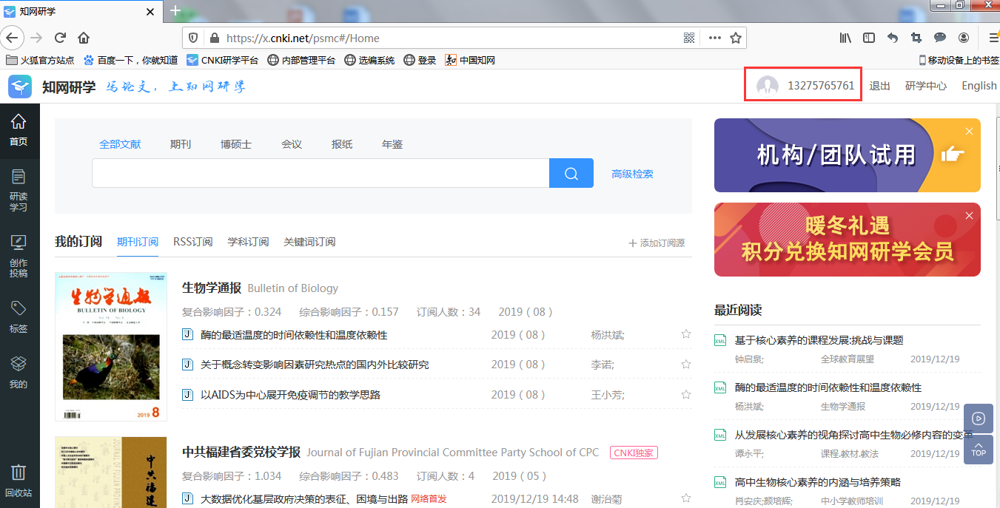 知网研学
https://x.cnki.net/psmc#/Home
火狐官方站点 百度一下，你就知道 CNKI研学平台 内部管理平台 选编系统 登录 中国知网 移动设备上的书签
知网研学 写论文，上知网研学 13275765761 退出 研学中心 English
首页
研读
学习
创作
投稿
标签
我的
回收站
全部文献 期刊 博硕士 会议 报纸 年鉴
高级检索
我的订阅 期刊订阅 RSS订阅 学科订阅 关键词订阅 添加订阅源
生物学通报
BULLETIN OF BIOLOGY
2019 8
生物学通报 Bulletin of Biology
复合影响因子：0.324 综合影响因子：0.157 订阅人数：34 2019 ( 08 )
J 酶的最适温度的时间依赖性和温度依赖性 2019 ( 08 ) 杨洪斌;
J 关于概念转变影响因素研究热点的国内外比较研究 2019 ( 08 ) 李诺;
J 以AIDS为中心展开免疫调节的教学思路 2019 ( 08 ) 王小芳;
中共福建
中共福建省委党校学报 Journal of Fujian Provincial Committee Party School of CPC CNKI独家
复合影响因子：1.034 综合影响因子：0.483 订阅人数：4 2019 ( 05 )
J 大数据优化基层政府决策的表征、困境与出路 网络首发 2019/12/19 14:48 谢治菊
机构/团队试用
暖冬礼遇
积分兑换知网研学会员
最近阅读
XML 基于核心素养的课程发展:挑战与课题
钟启泉; 全球教育展望 2019/12/19
XML 酶的最适温度的时间依赖性和温度依赖性
杨洪斌; 生物学通报 2019/12/19
XML 从发展核心素养的视角探讨高中生物必修内容的变革
谭永平; 课程.教材.教法 2019/12/19
XML 高中生物核心素养的内涵与培养策略
肖安庆;颜培辉; 中小学教师培训 2019/12/19
TOP